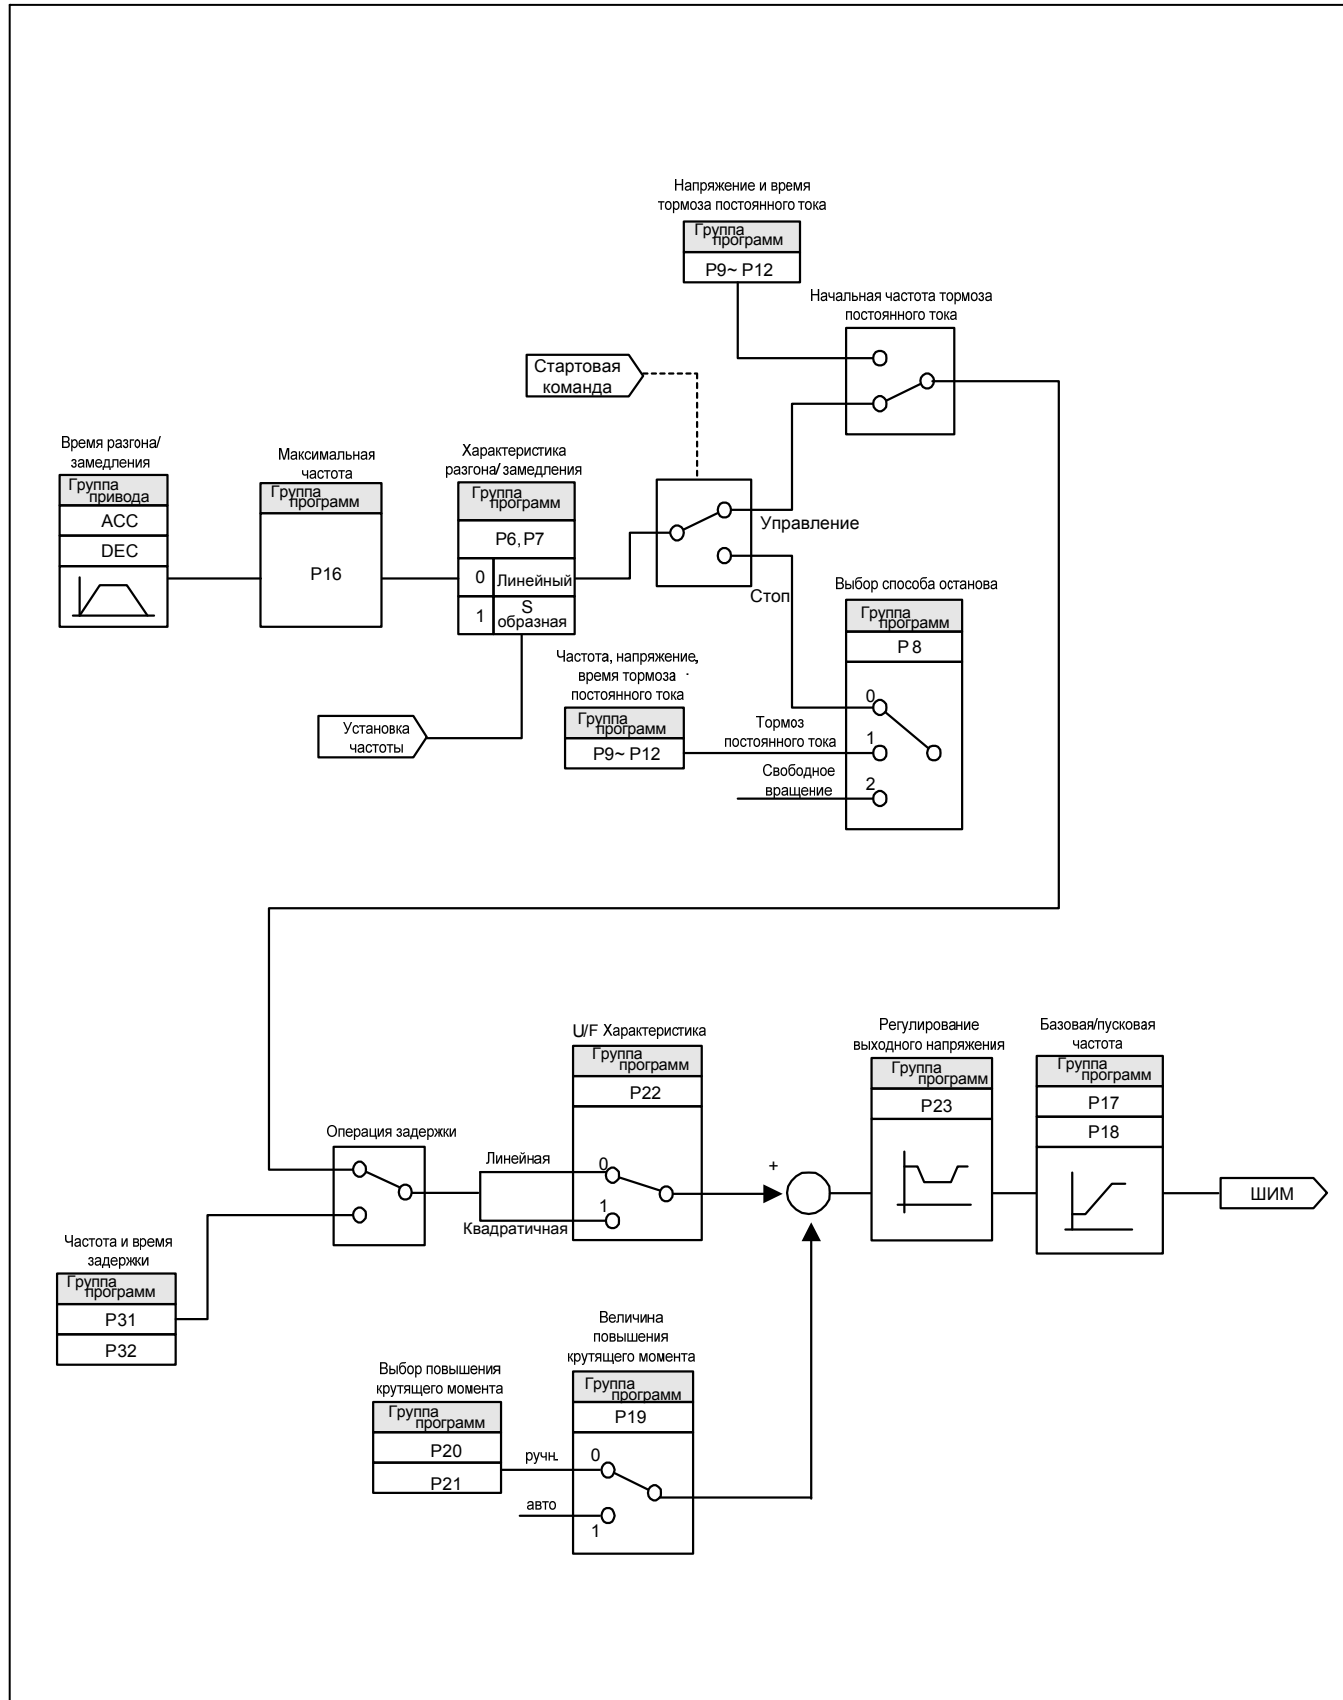 Напряжение и время
тормоза постоянного тока
Группа
программ
P9~ P12
Начальная частота тормоза
постоянного тока
Стартовая
команда
Время разгона/
замедления
Группа
привода
ACC
DEC
Максимальная
частота
Группа
программ
P16
Характеристика
разгона/ замедления
Группа
программ
P6, P7
0 Линейный
1 S
образная
Управление
Стоп
Установка
частоты
Частота, напряжение,
время тормоза
постоянного тока
Группа
программ
P9~ P12
Тормоз
постоянного тока
Свободное
вращение
Выбор способа останова
Группа
программ
P 8
0
1
2
Операция задержки
Частота и время
задержки
Группа
программ
P31
P32
Линейная
Квадратичная
U/F Характеристика
Группа
программ
P22
0
1
+
Регулирование
выходного напряжения
Группа
программ
P23
Базовая/пусковая
частота
Группа
программ
P17
P18
ШИМ
Выбор повышения
крутящего момента
Группа
программ
P20
P21
ручн.
авто
Величина
повышения
крутящего момента
Группа
программ
P19
0
1